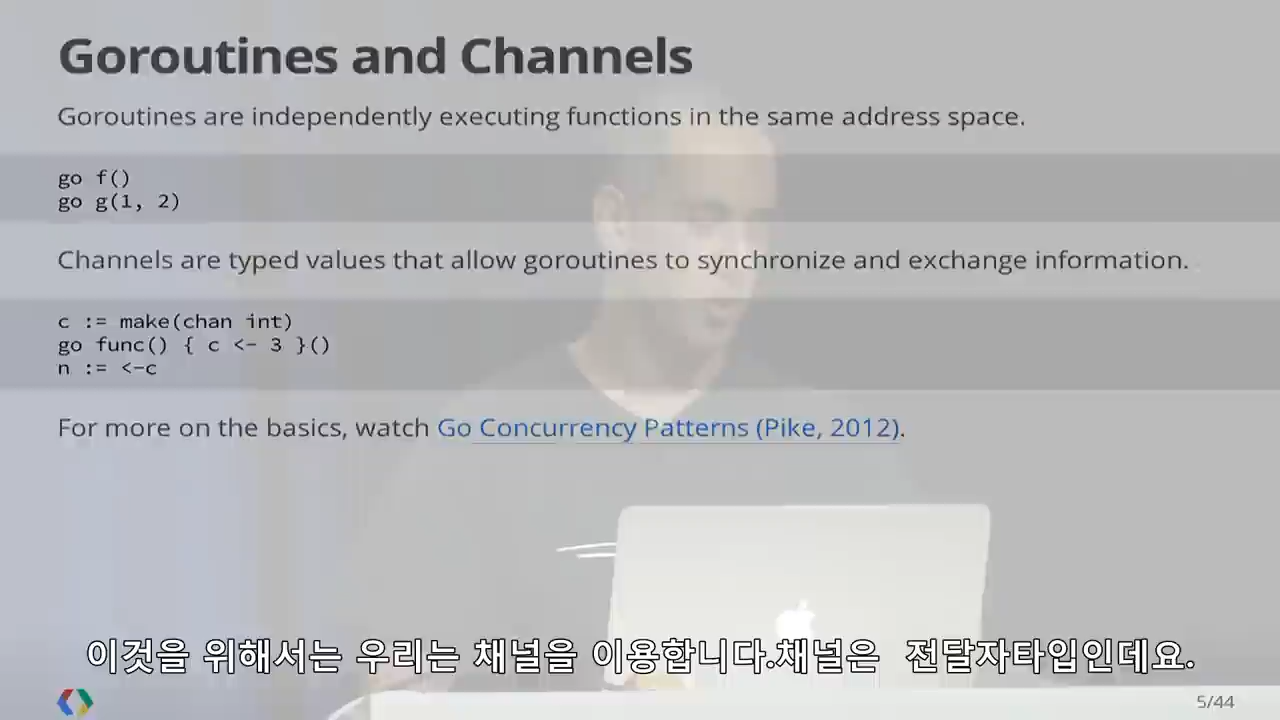 Goroutines and Channels
Goroutines are independently executing functions in the same address space.
go f()
go g(1, 2)
Channels are typed values that allow goroutines to synchronize and exchange information.
c := make(chan int)
go func() { c <- 3 }()
n := <-c
For more on the basics, watch Go Concurrency Patterns (Pike, 2012).
이것을 위해서는 우리는 채널을 이용합니다.채널은  전달자타입인데요.
5/44